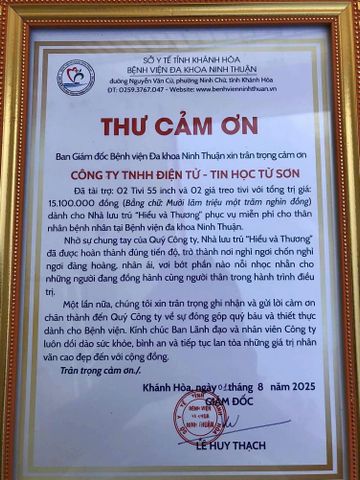 SỞ Y TẾ TỈNH KHÁNH HÒA
BỆNH VIỆN ĐA KHOA NINH THUẬN
đường Nguyễn Văn Cừ, phường Ninh Chử, tỉnh Khánh Hòa
ĐT: 0259.3767.047 - Website: www.benhvienninhthuan.vn
THƯ CẢM ƠN
Ban Giám đốc Bệnh viện Đa khoa Ninh Thuận xin trân trọng cảm ơn
CÔNG TY TNHH ĐIỆN TỬ - TIN HỌC TỪ SƠN
Đã tài trợ: 02 Tivi 55 inch và 02 giá treo tivi với tổng trị giá:
15.100.000 đồng (Bằng chữ: Mười lăm triệu một trăm nghìn đồng)
dành cho Nhà lưu trú "Hiểu và Thương" phục vụ miễn phí cho thân
nhân bệnh nhân tại Bệnh viện đa khoa Ninh Thuận.
Nhờ sự chung tay của Quý Công ty, Nhà lưu trú "Hiểu và Thương"
đã được hoàn thành đúng tiến độ, trở thành nơi nghỉ ngơi chốn nghỉ
ngơi đàng hoàng, nhân ái, vơi bớt phần nào nỗi nhọc nhằn cho
những người đang đồng hành cùng người thân trong hành trình điều
trị.
Một lần nữa, chúng tôi xin trân trọng ghi nhận và gửi lời cảm ơn
chân thành đến Quý Công ty về sự đóng góp quý báu và thiết thực
dành cho Bệnh viện. Kính chúc Ban Lãnh đạo và nhân viên Công ty
luôn dồi dào sức khỏe, bình an và tiếp tục lan tỏa những giá trị nhân
văn cao đẹp đến với cộng đồng.
Trân trọng cảm ơn./.
Khánh Hòa, ngày tháng 8 năm 2025
GIÁM ĐỐC
BỆNH VIỆN
ĐA KHOA
NINH THUẬN
LÊ HUY THẠCH